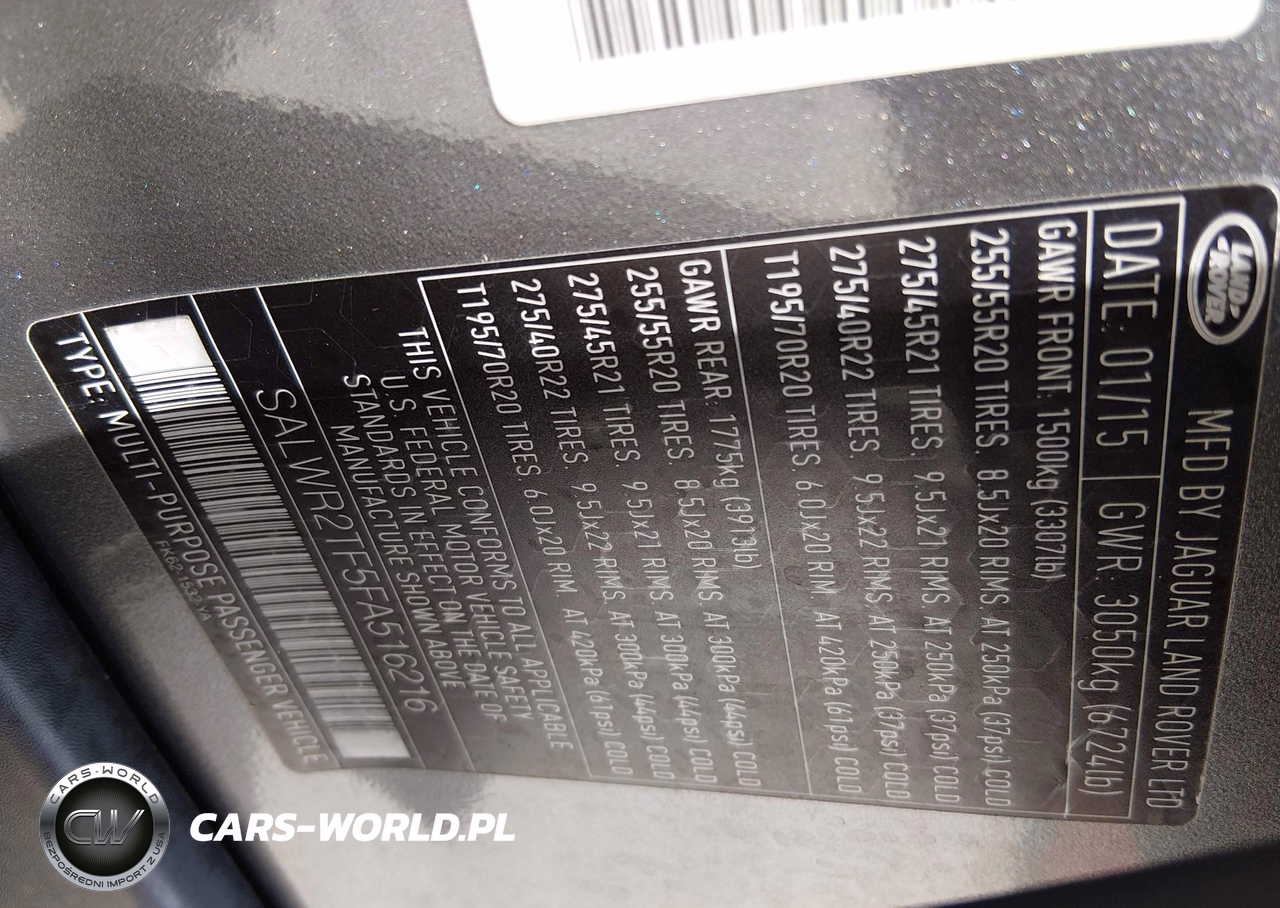 LAND-
-ROVER
MFD BY JAGUAR LAND ROVER LTD
DATE: 01/15 GWR: 3050kg (6724lb)
GAWR FRONT: 1500kg (3307lb)
255/55R20 TIRES. 8.5Jx20 RIMS. AT 250kPa (37psi) COLD
275/45R21 TIRES. 9.5Jx21 RIMS AT 250kPa (37psi) COLD
275/40R22 TIRES. 9.5Jx22 RIMS AT 250kPa (37psi) COLD
T195/70R20 TIRES 6.0Jx20 RIM. AT 420kPa (61psi) COLD
GAWR REAR: 1775kg (3913lb)
255/55R20 TIRES. 8.5Jx20 RIMS. AT 300kPa (44psi) COLD
275/45R21 TIRES. 9.5Jx21 RIMS. AT 300kPa (44psi) COLD
275/40R22 TIRES. 9.5Jx22 RIMS. AT 300kPa (44psi) COLD
T195/70R20 TIRES. 6.0Jx20 RIM. AT 420kPa (61psi) COLD
THIS VEHICLE CONFORMS TO ALL APPLICABLE
U.S. FEDERAL MOTOR VEHICLE SAFETY
STANDARDS IN EFFECT ON THE DATE OF
MANUFACTURE SHOWN ABOVE
SALWR2TF5FA516216
TYPE: MULTI-PURPOSE PASSENGER VEHICLE
CARS-WORLD
CW
BEZPOŚREDNI IMPORT Z USA
CARS-WORLD.PL